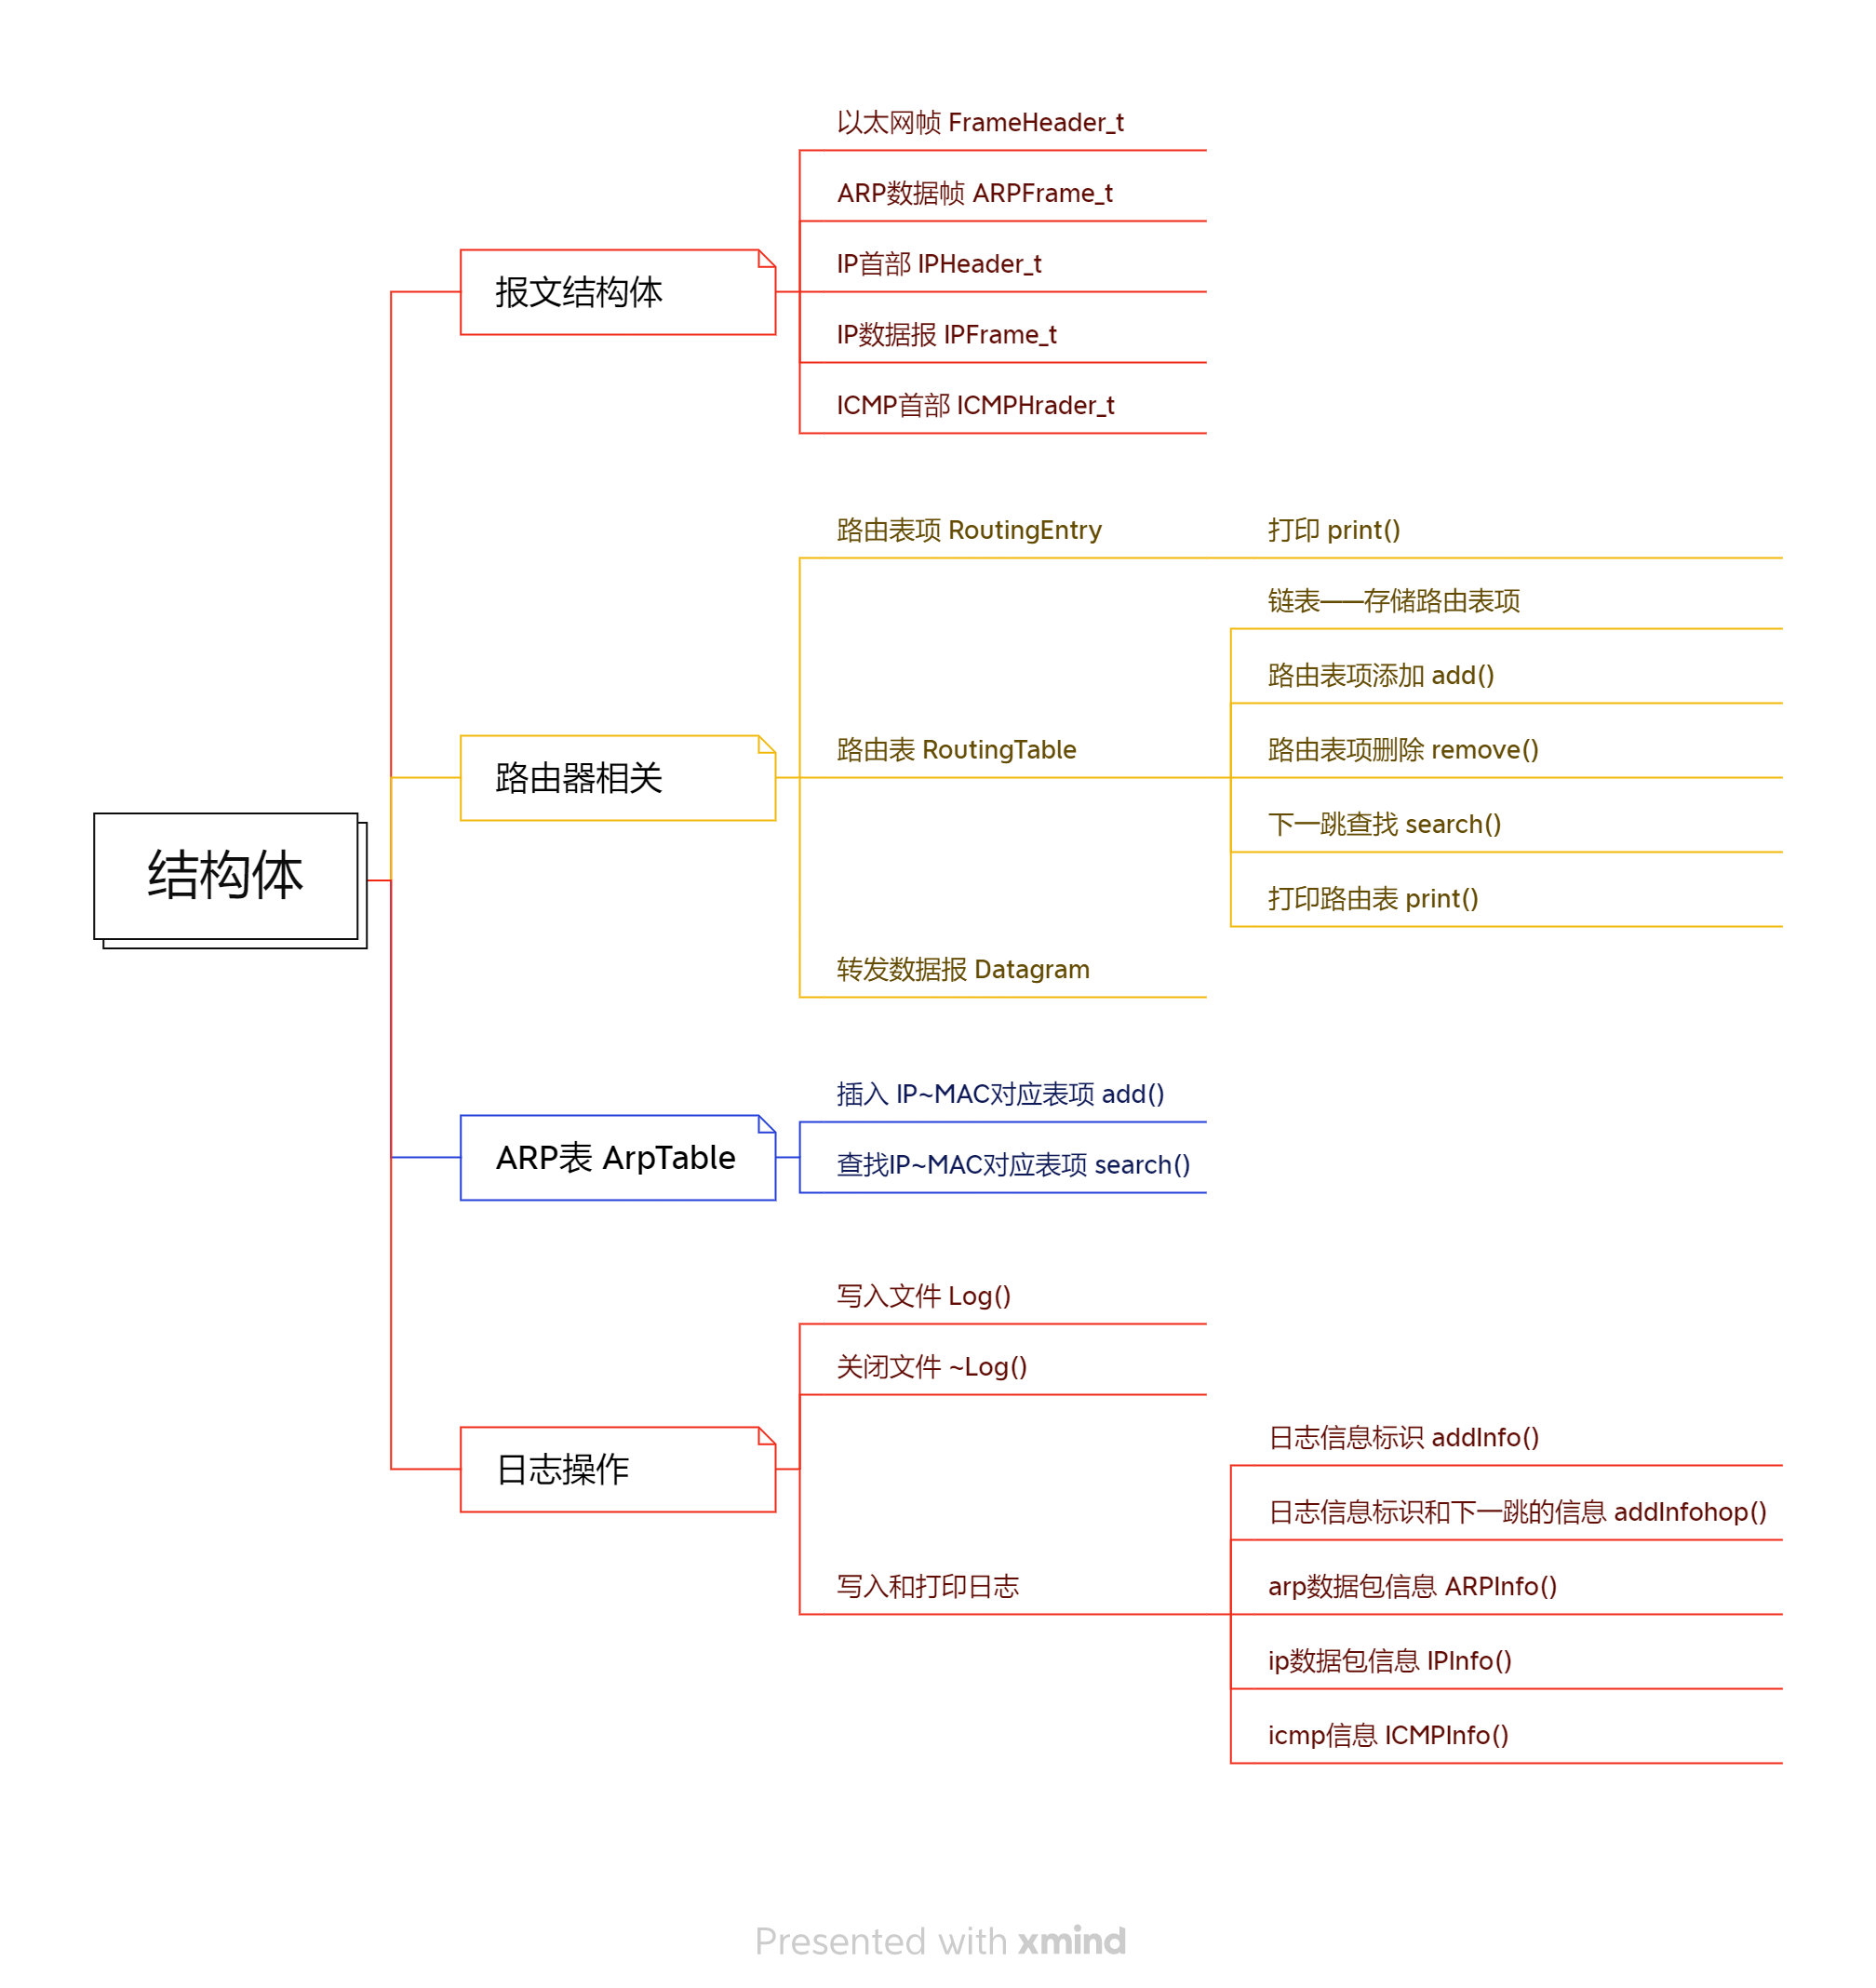 结构体
报文结构体
以太网帧 FrameHeader_t
ARP数据帧 ARPFrame_t
IP首部 IPHeader_t
IP数据报 IPFrame_t
ICMP首部 ICMPHrader_t
路由器相关
路由表项 RoutingEntry
打印 print()
路由表 RoutingTable
链表——存储路由表项
路由表项添加 add()
路由表项删除 remove()
下一跳查找 search()
打印路由表 print()
转发数据报 Datagram
ARP表 ArpTable
插入 IP~MAC对应表项 add()
查找IP~MAC对应表项 search()
日志操作
写入文件 Log()
关闭文件 ~Log()
写入和打印日志
日志信息标识 addInfo()
日志信息标识和下一跳的信息 addInfohop()
arp数据包信息 ARPInfo()
ip数据包信息 IPInfo()
icmp信息 ICMPInfo()
Presented with xmind